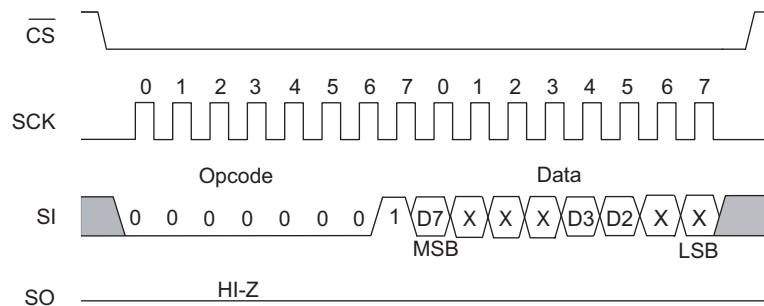 CS
0 1 2 3 4 5 6 7 0 1 2 3 4 5 6 7
SCK
Opcode Data
SI 0 0 0 0 0 0 0 1 D7 X X X D3 D2 X X
MSB LSB
HI-Z
SO